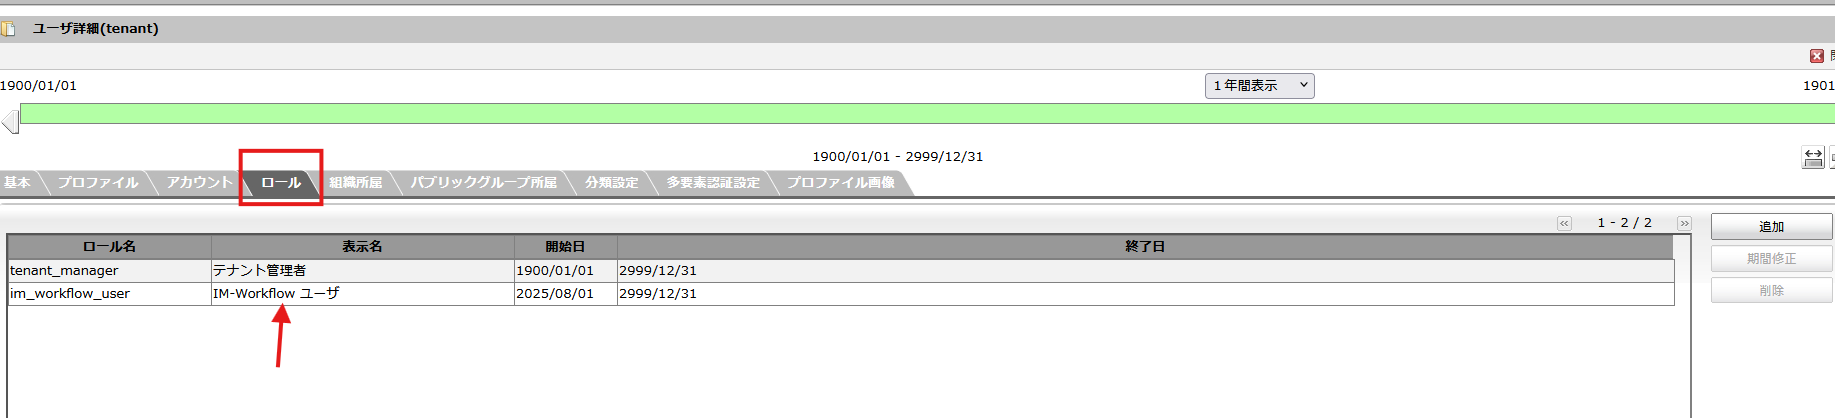 ユーザ詳細(tenant)
1900/01/01 1年間表示 1901
1900/01/01 - 2999/12/31
基本 プロファイル アカウント ロール 組織所属 パブリックグループ所属 分類設定 多要素認証設定 プロファイル画像
1 - 2 / 2 追加
ロール名 表示名 開始日 終了日
期間修正
tenant_manager テナント管理者 1900/01/01 2999/12/31
im_workflow_user IM-Workflow ユーザ 2025/08/01 2999/12/31
削除